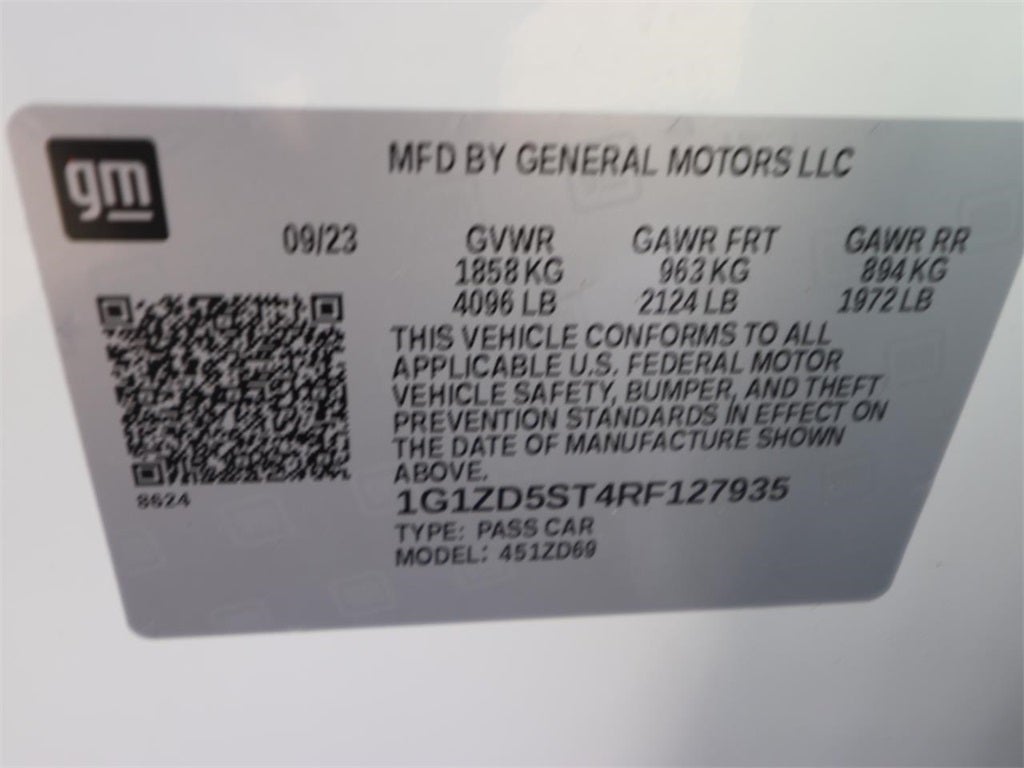 gm
MFD BY GENERAL MOTORS LLC
09/23 GVWR GAWR FRT GAWR RR
1858 KG 963 KG 894 KG
4096 LB 2124 LB 1972 LB
THIS VEHICLE CONFORMS TO ALL
APPLICABLE U.S. FEDERAL MOTOR
VEHICLE SAFETY, BUMPER, AND THEFT
PREVENTION STANDARDS IN EFFECT ON
THE DATE OF MANUFACTURE SHOWN
ABOVE.
8624
1G1ZD5ST4RF127935
TYPE: PASS CAR
MODEL: 451ZD69